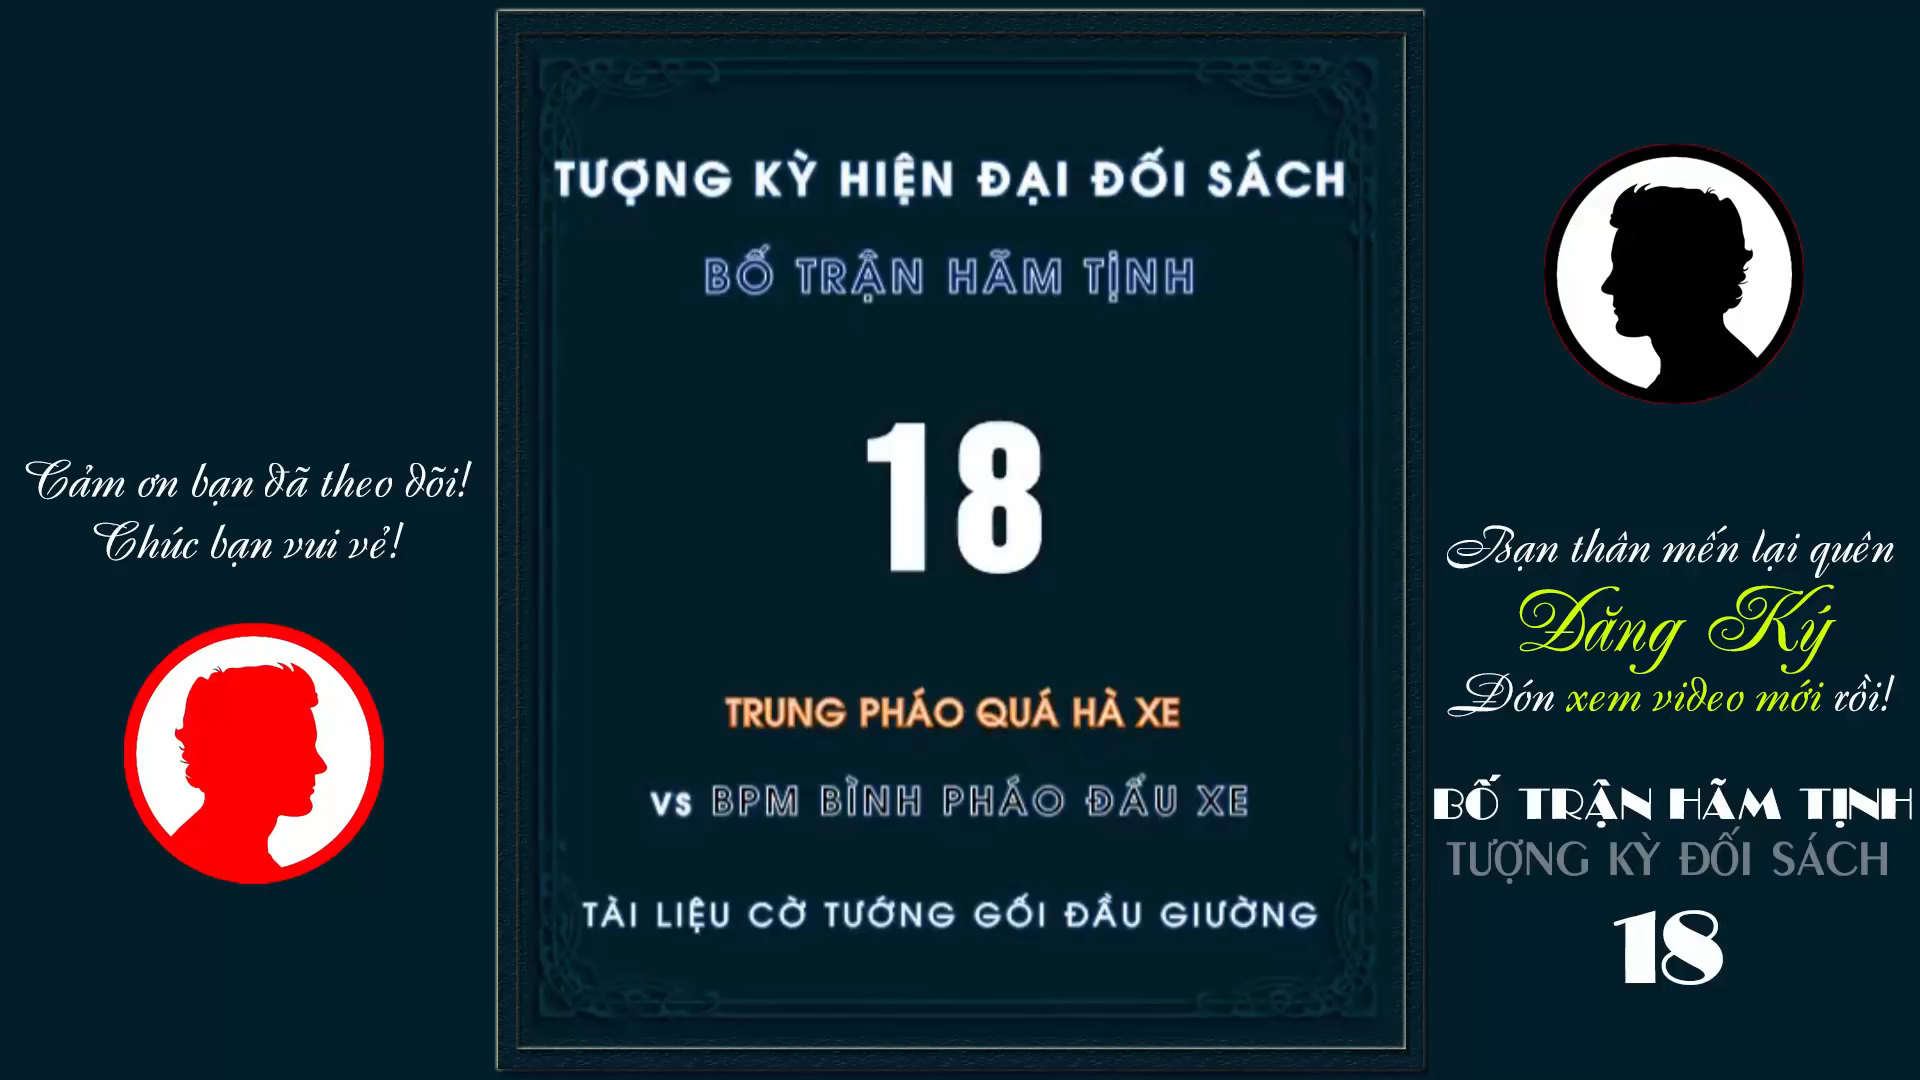 Cảm ơn bạn đã theo dõi!
Chúc bạn vui vẻ!
TƯỢNG KỲ HIỆN ĐẠI ĐỐI SÁCH
BỐ TRẬN HÃM TỊNH
18
TRUNG PHÁO QUÁ HÀ XE
vs BPM BÌNH PHÁO ĐẤU XE
TÀI LIỆU CỜ TƯỚNG GỐI ĐẦU GIƯỜNG
Bạn thân mến lại quên
Đăng Ký
Đón xem video mới rồi!
BỐ TRẬN HÃM TỊNH
TƯỢNG KỲ ĐỐI SÁCH
18